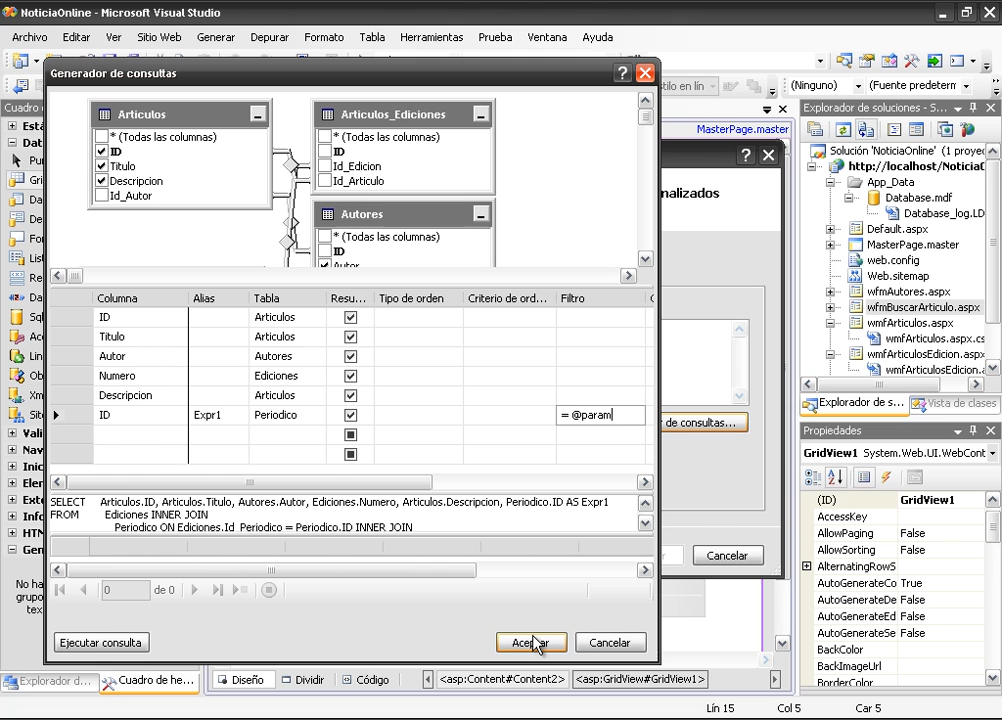 NoticiaOnline - Microsoft Visual Studio
Archivo Editar Ver Sitio Web Generar Depurar Formato Tabla Herramientas Prueba Ventana Ayuda
Generador de consultas
(Ninguno) (Fuente predeterm
MasterPage.master
Explorador de soluciones - S...
Solución 'NoticiaOnline' (1 proyec
http://localhost/NoticiaO
App_Data
Database.mdf
Database_log.LD
Default.aspx
MasterPage.master
web.config
Web.sitemap
wfmAutores.aspx
wfmBuscarArticulo.aspx
wmfArticulos.aspx
wmfArticulos.aspx.cs
wmfArticulosEdicion.aspx
wmfArticulosEdicion.a
Explorador de s... Vista de clases
Articulos
* (Todas las columnas)
ID
Titulo
Descripcion
Id_Autor
Articulos_Ediciones
* (Todas las columnas)
ID
Id_Edicion
Id_Articulo
Autores
* (Todas las columnas)
ID
Autor
nalizados
Columna Alias Tabla Resu... Tipo de orden Criterio de ord... Filtro
ID Articulos
Titulo Articulos
Autor Autores
Numero Ediciones
Descripcion Articulos
ID Expr1 Periodico = @param
de consultas...
SELECT Articulos.ID, Articulos.Titulo, Autores.Autor, Ediciones.Numero, Articulos.Descripcion, Periodico.ID AS Expr1
FROM Ediciones INNER JOIN
Periodico ON Ediciones.Id_Periodico = Periodico.ID INNER JOIN
0 de 0
Ejecutar consulta Aceptar Cancelar
Cancelar
Propiedades
GridView1 System.Web.UI.WebCont
(ID) GridView1
AccessKey
AllowPaging False
AllowSorting False
AlternatingRowS
AutoGenerateCo True
AutoGenerateDe False
AutoGenerateEd False
AutoGenerateSe False
BackColor
BackImageUrl
BorderColor
Explorador d... Cuadro de he...
Diseño Dividir Código <asp:Content#Content2> <asp:GridView#GridView1>
Lín 15 Col 5 Car 5